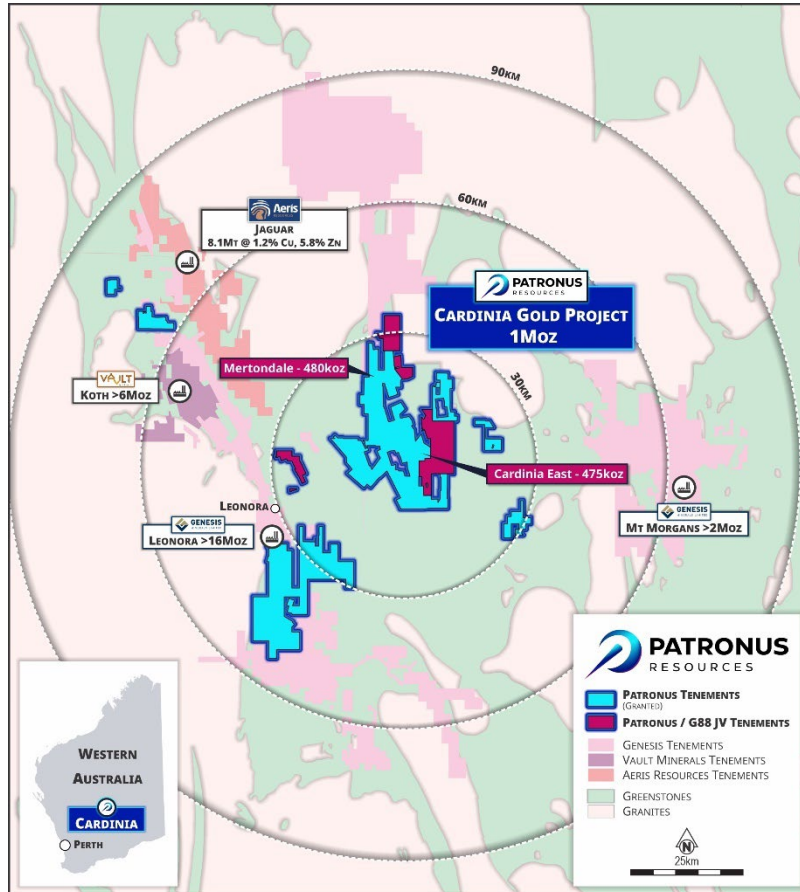 90KM
60KM
30KM
Aeris
JAGUAR
8.1MT @ 1.2% CU, 5.8% ZN
PATRONUS
RESOURCES
CARDINIA GOLD PROJECT
1MOZ
Mertondale - 480koz
VAULT
KOTH >6MOZ
Cardinia East - 475koz
LEONORA
GENESIS
LEONORA >16MOZ
GENESIS
MT MORGANS >2MOZ
PATRONUS
RESOURCES
PATRONUS TENEMENTS
(GRANTED)
PATRONUS / G88 JV TENEMENTS
GENESIS TENEMENTS
VAULT MINERALS TENEMENTS
AERIS RESOURCES TENEMENTS
GREENSTONES
GRANITES
N
25km
WESTERN
AUSTRALIA
CARDINIA
PERTH